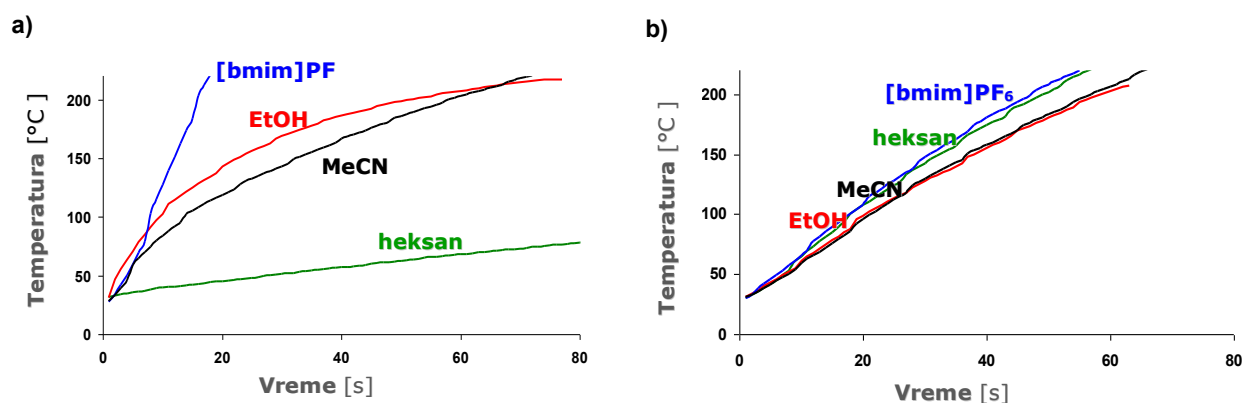 a)
[bmim]PF
EtOH
MeCN
heksan
Temperatura [°C]
200
150
100
50
0
0 20 40 60 80
Vreme [s]
b)
[bmim]PF₆
heksan
MeCN
EtOH
Temperatura [°C]
200
150
100
50
0
0 20 40 60 80
Vreme [s]